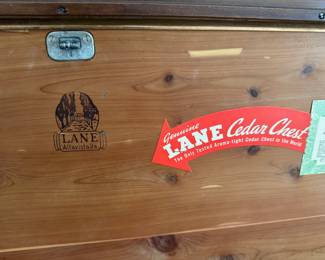 LANE
Altavista, Va.
Genuine
LANE Cedar Chest
The Only Tested Aroma-tight Cedar Chest in the World